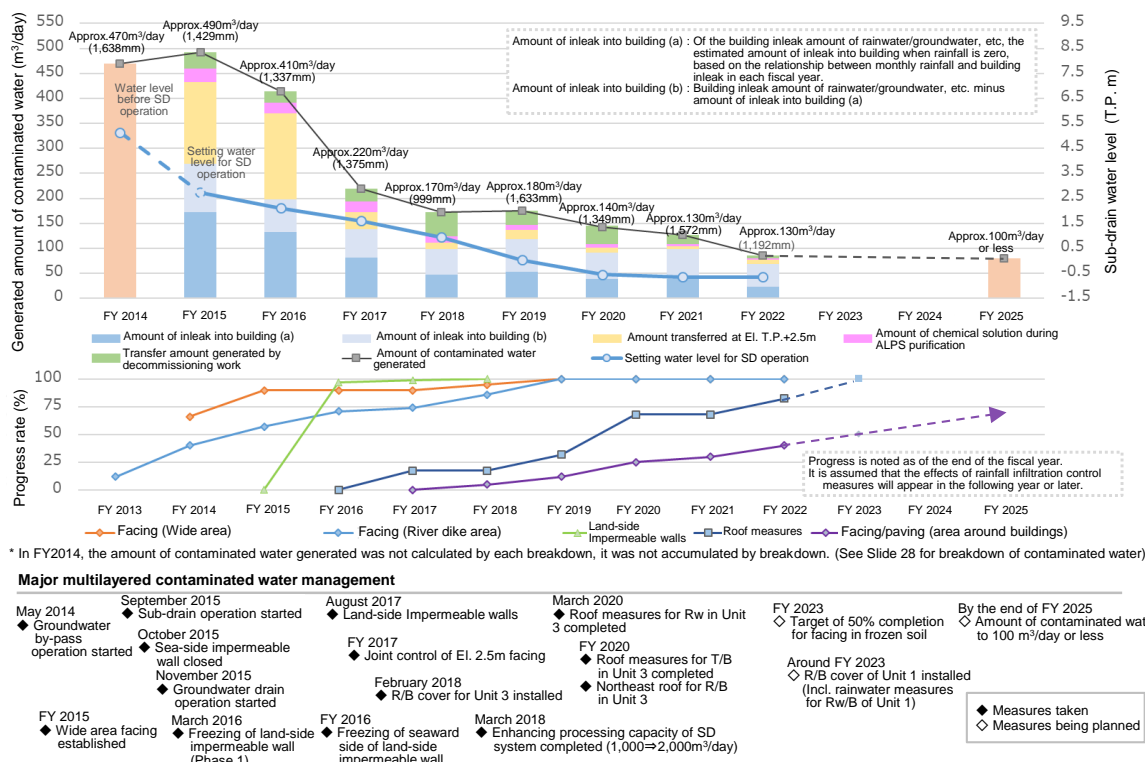 Generated amount of contaminated water (m³/day)
550
500
450
400
350
300
250
200
150
100
50
0
Approx.470m³/day
(1,638mm)
Approx.490m³/day
(1,429mm)
Approx.410m³/day
(1,337mm)
Approx.220m³/day
(1,375mm)
Approx.170m³/day
(999mm)
Approx.180m³/day
(1,633mm)
Approx.140m³/day
(1,349mm)
Approx.130m³/day
(1,572mm)
Approx.130m³/day
(1,192mm)
Approx.100m³/day
or less
Water level
before SD
operation
Setting water
level for SD
operation
Amount of inleak into building (a) : Of the building inleak amount of rainwater/groundwater, etc, the
estimated amount of inleak into building when rainfall is zero,
based on the relationship between monthly rainfall and building
inleak in each fiscal year.
Amount of inleak into building (b) : Building inleak amount of rainwater/groundwater, etc. minus
amount of inleak into building (a)
9.5
8.5
7.5
6.5
5.5
4.5
3.5
2.5
1.5
0.5
-0.5
-1.5
Sub-drain water level (T.P. m)
FY 2014
FY 2015
FY 2016
FY 2017
FY 2018
FY 2019
FY 2020
FY 2021
FY 2022
FY 2023
FY 2024
FY 2025
Amount of inleak into building (a)
Amount of inleak into building (b)
Amount transferred at El. T.P.+2.5m
Amount of chemical solution during
ALPS purification
Transfer amount generated by
decommissioning work
Amount of contaminated water
generated
Setting water level for SD operation
Progress rate (%)
100
75
50
25
0
Progress is noted as of the end of the fiscal year.
It is assumed that the effects of rainfall infiltration control
measures will appear in the following year or later.
FY 2013
FY 2014
FY 2015
FY 2016
FY 2017
FY 2018
FY 2019
FY 2020
FY 2021
FY 2022
FY 2023
FY 2024
FY 2025
Facing (Wide area)
Facing (River dike area)
Land-side
Impermeable walls
Roof measures
Facing/paving (area around buildings)
* In FY2014, the amount of contaminated water generated was not calculated by each breakdown, it was not accumulated by breakdown. (See Slide 28 for breakdown of contaminated water)
Major multilayered contaminated water management
May 2014
◆ Groundwater
by-pass
operation started
September 2015
◆ Sub-drain operation started
October 2015
◆ Sea-side impermeable
wall closed
November 2015
◆ Groundwater drain
operation started
FY 2015
◆ Wide area facing
established
March 2016
◆ Freezing of land-side
impermeable wall
(Phase 1)
August 2017
◆ Land-side Impermeable walls
FY 2017
◆ Joint control of El. 2.5m facing
February 2018
◆ R/B cover for Unit 3 installed
FY 2016
◆ Freezing of seaward
side of land-side
impermeable wall
March 2018
◆ Enhancing processing capacity of SD
system completed (1,000⇒2,000m³/day)
March 2020
◆ Roof measures for Rw in Unit
3 completed
FY 2020
◆ Roof measures for T/B
in Unit 3 completed
◆ Northeast roof for R/B
in Unit 3
FY 2023
◇ Target of 50% completion
for facing in frozen soil
Around FY 2023
◇ R/B cover of Unit 1 installed
(Incl. rainwater measures
for Rw/B of Unit 1)
By the end of FY 2025
◇ Amount of contaminated wat
to 100 m³/day or less
◆ Measures taken
◇ Measures being planned